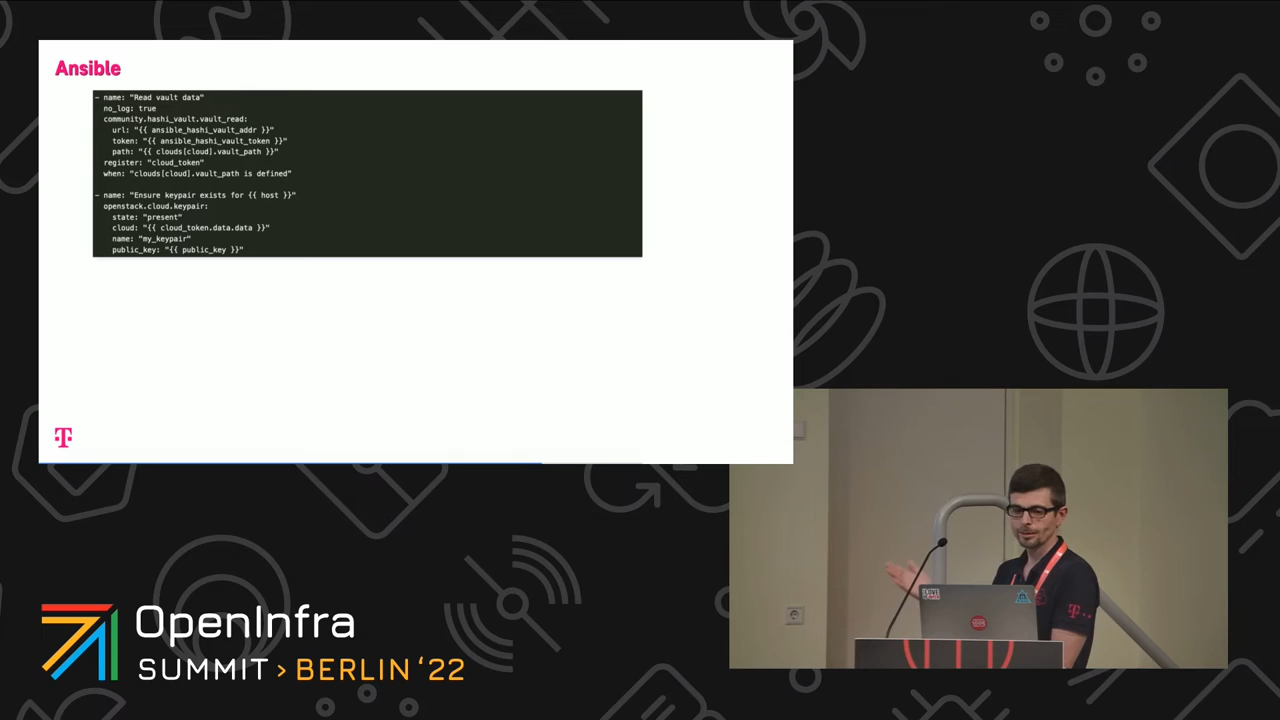 Ansible
- name: "Read vault data"
no_log: true
community.hashi_vault.vault_read:
url: "{{ ansible_hashi_vault_addr }}"
token: "{{ ansible_hashi_vault_token }}"
path: "{{ clouds[cloud].vault_path }}"
register: "cloud_token"
when: "clouds[cloud].vault_path is defined"
- name: "Ensure keypair exists for {{ host }}"
openstack.cloud.keypair:
state: "present"
cloud: "{{ cloud_token.data.data }}"
name: "my_keypair"
public_key: "{{ public_key }}"
T
T
OpenInfra
SUMMIT > BERLIN ‘22